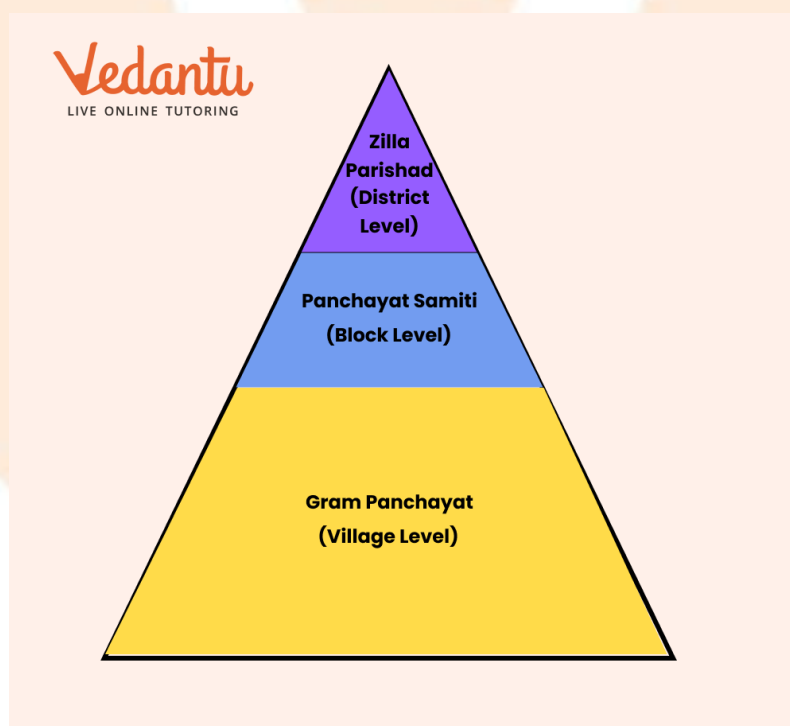 Vedantu
LIVE ONLINE TUTORING
Zilla
Parishad
(District
Level)
Panchayat Samiti
(Block Level)
Gram Panchayat
(Village Level)